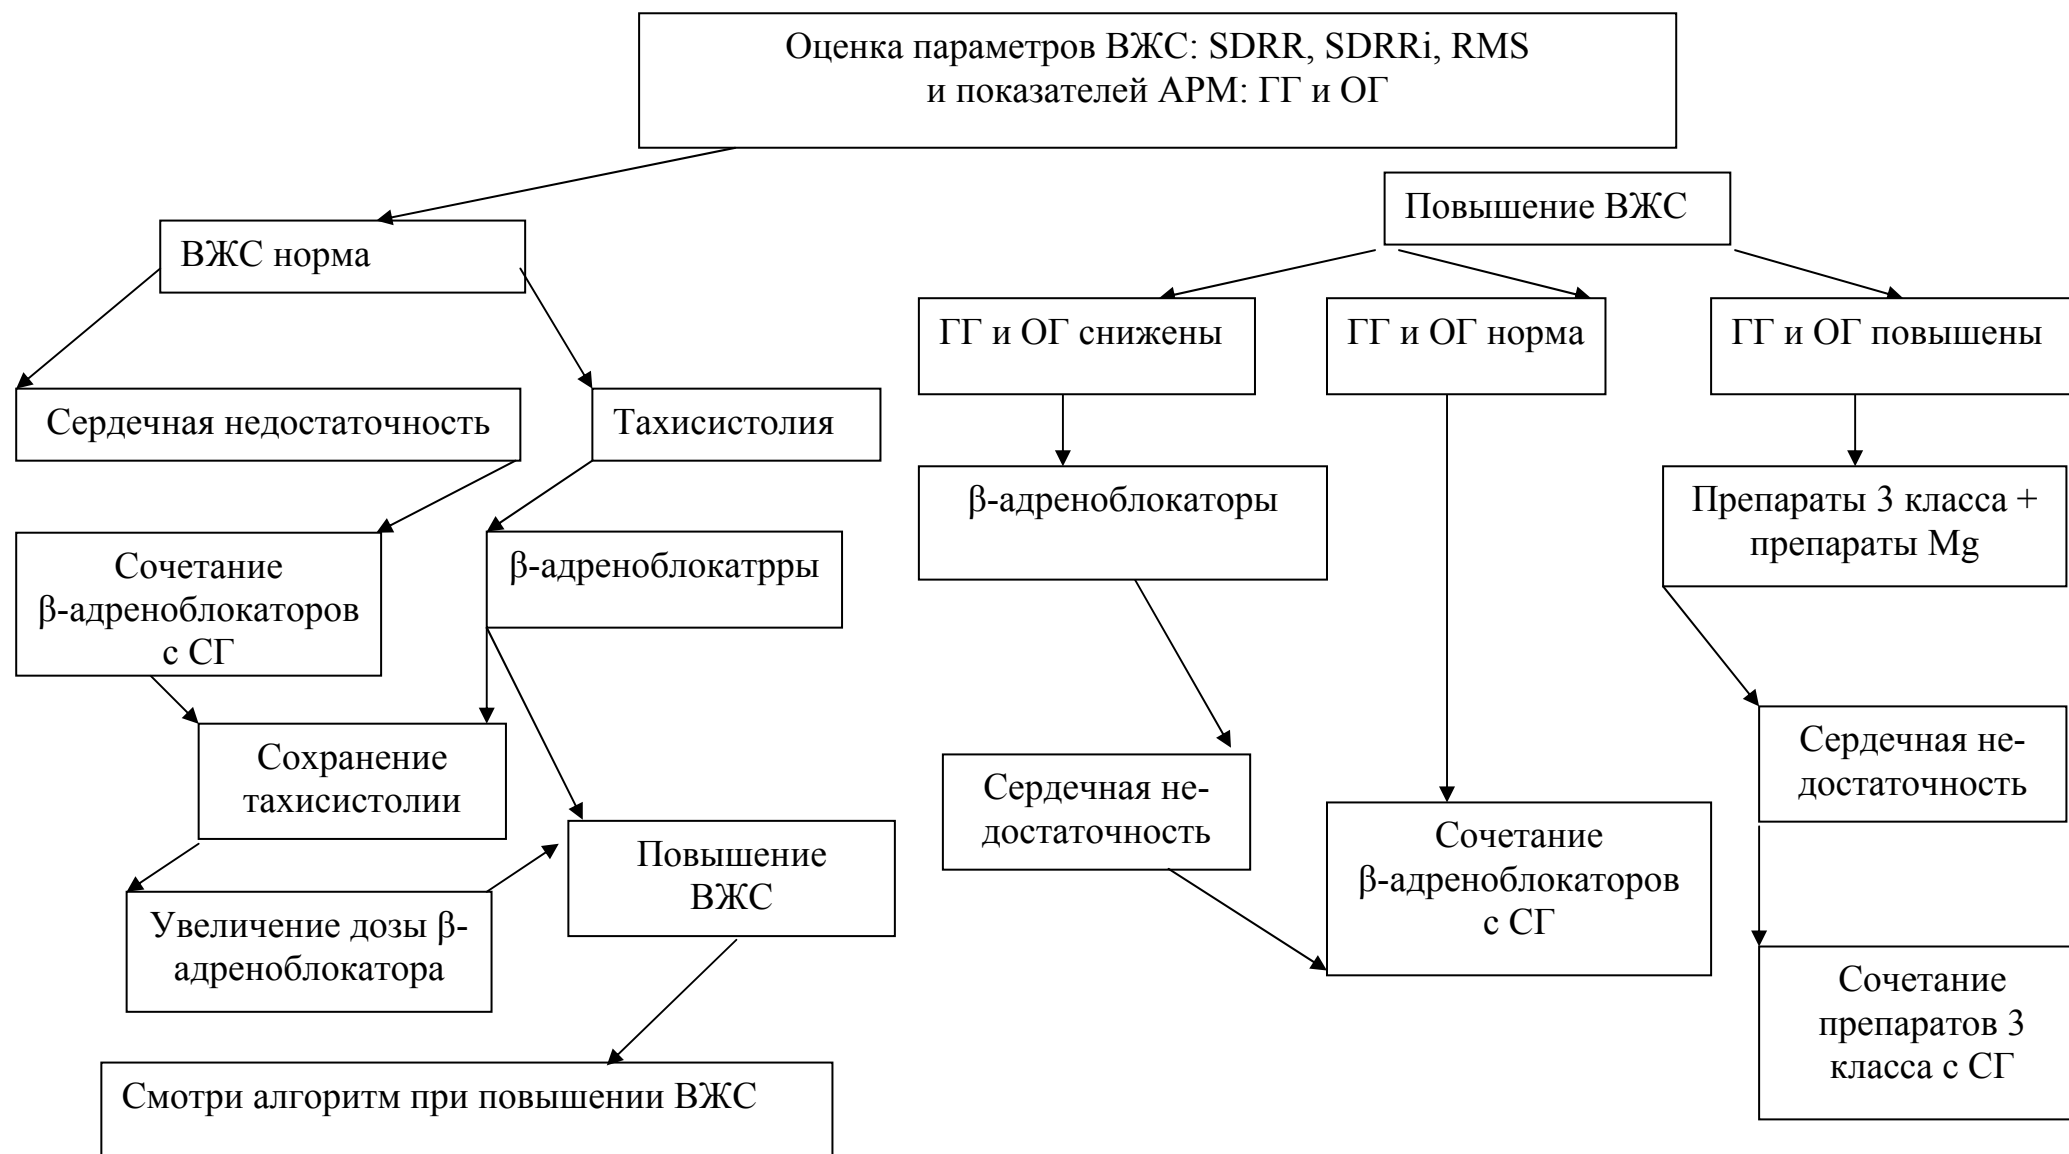 Оценка параметров ВЖС: SDRR, SDRRi, RMS
и показателей АРМ: ГГ и ОГ
Повышение ВЖС
ВЖС норма
ГГ и ОГ снижены
ГГ и ОГ норма
ГГ и ОГ повышены
Сердечная недостаточность
Тахисистолия
β-адреноблокаторы
Препараты 3 класса +
препараты Mg
Сочетание
β-адреноблокаторов
с СГ
β-адреноблокатрры
Сохранение
тахисистолии
Сердечная не-
достаточность
Сердечная не-
достаточность
Повышение
ВЖС
Сочетание
β-адреноблокаторов
с СГ
Увеличение дозы β-
адреноблокатора
Сочетание
препаратов 3
класса с СГ
Смотри алгоритм при повышении ВЖС